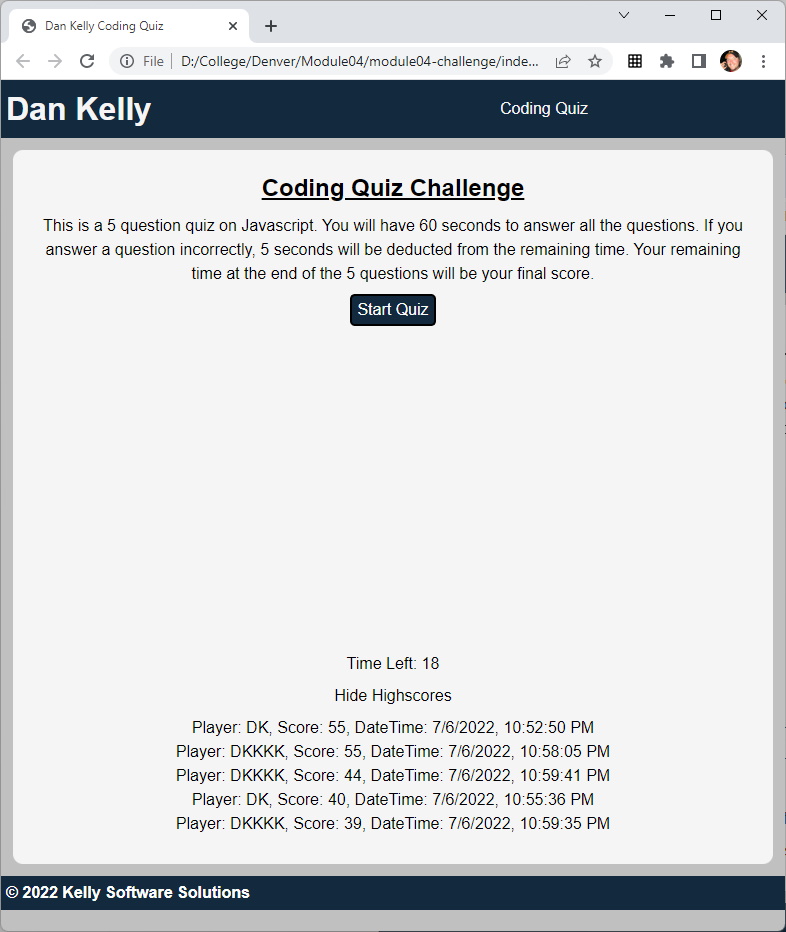 Dan Kelly Coding Quiz
File
D:/College/Denver/Module04/module04-challenge/inde...
Dan Kelly
Coding Quiz
Coding Quiz Challenge
This is a 5 question quiz on Javascript. You will have 60 seconds to answer all the questions. If you
answer a question incorrectly, 5 seconds will be deducted from the remaining time. Your remaining
time at the end of the 5 questions will be your final score.
Start Quiz
Time Left: 18
Hide Highscores
Player: DK, Score: 55, DateTime: 7/6/2022, 10:52:50 PM
Player: DKKKK, Score: 55, DateTime: 7/6/2022, 10:58:05 PM
Player: DKKKK, Score: 44, DateTime: 7/6/2022, 10:59:41 PM
Player: DK, Score: 40, DateTime: 7/6/2022, 10:55:36 PM
Player: DKKKK, Score: 39, DateTime: 7/6/2022, 10:59:35 PM
© 2022 Kelly Software Solutions